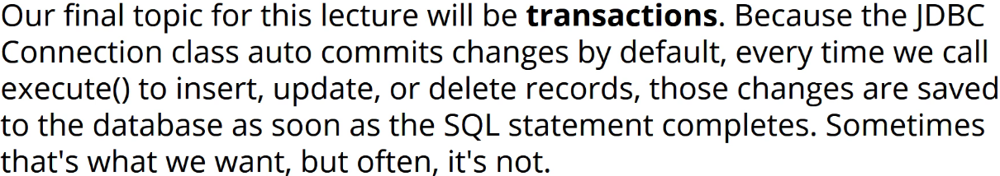 Our final topic for this lecture will be transactions. Because the JDBC
Connection class auto commits changes by default, every time we call
execute() to insert, update, or delete records, those changes are saved
to the database as soon as the SQL statement completes. Sometimes
that's what we want, but often, it's not.